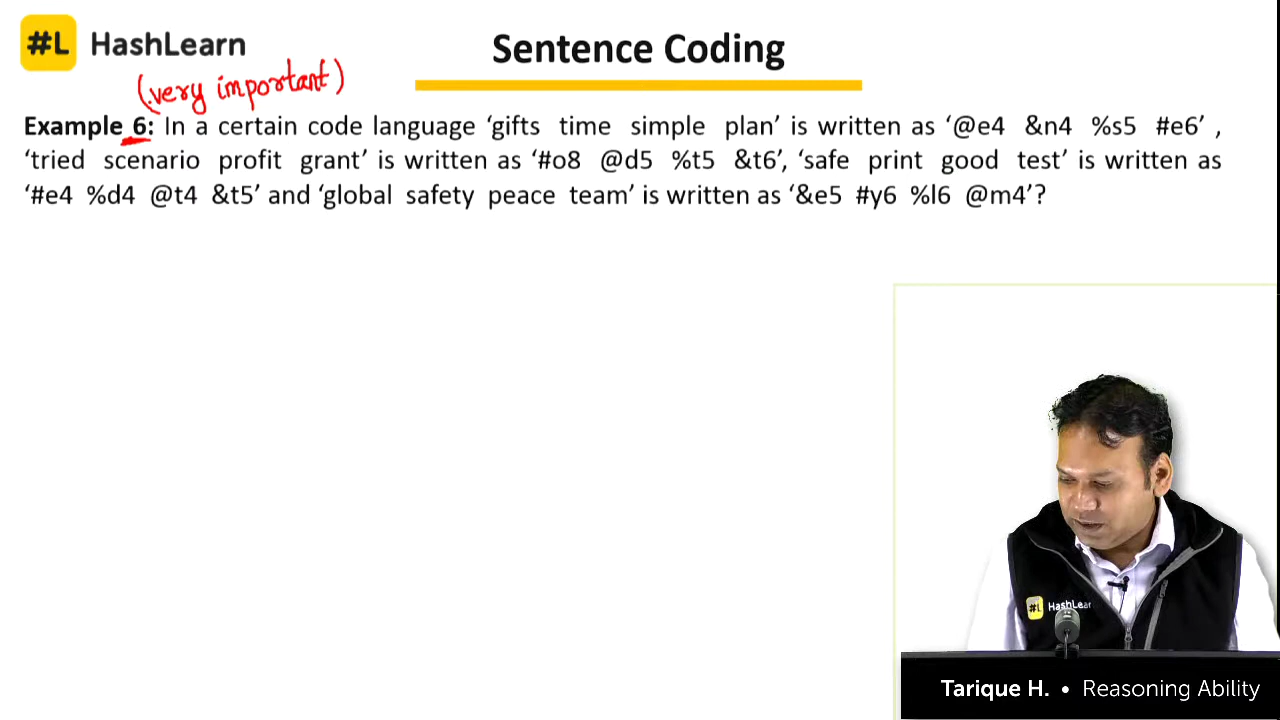 #L HashLearn
Sentence Coding
(very important)
Example 6: In a certain code language ‘gifts time simple plan’ is written as ‘@e4 &n4 %s5 #e6’ ,
‘tried scenario profit grant’ is written as ‘#o8 @d5 %t5 &t6’, ‘safe print good test’ is written as
‘#e4 %d4 @t4 &t5’ and ‘global safety peace team’ is written as ‘&e5 #y6 %l6 @m4’?
#L HashLear
Tarique H. • Reasoning Ability